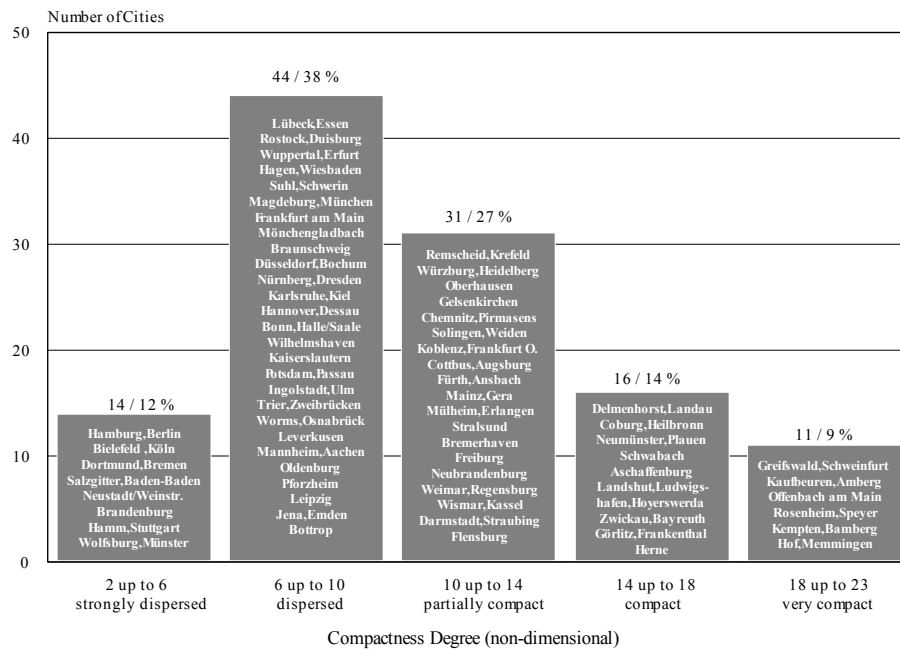 Number of Cities
50
40
30
20
10
0
14 / 12 %
Hamburg,Berlin
Bielefeld ,Köln
Dortmund,Bremen
Salzgitter,Baden-Baden
Neustadt/Weinstr.
Brandenburg
Hamm,Stuttgart
Wolfsburg,Münster
44 / 38 %
Lübeck,Essen
Rostock,Duisburg
Wuppertal,Erfurt
Hagen,Wiesbaden
Suhl,Schwerin
Magdeburg,München
Frankfurt am Main
Mönchengladbach
Braunschweig
Düsseldorf,Bochum
Nürnberg,Dresden
Karlsruhe,Kiel
Hannover,Dessau
Bonn,Halle/Saale
Wilhelmshaven
Kaiserslautern
Potsdam,Passau
Ingolstadt,Ulm
Trier,Zweibrücken
Worms,Osnabrück
Leverkusen
Mannheim,Aachen
Oldenburg
Pforzheim
Leipzig
Jena,Emden
Bottrop
31 / 27 %
Remscheid,Krefeld
Würzburg,Heidelberg
Oberhausen
Gelsenkirchen
Chemnitz,Pirmasens
Solingen,Weiden
Koblenz,Frankfurt O.
Cottbus,Augsburg
Fürth,Ansbach
Mainz,Gera
Mülheim,Erlangen
Stralsund
Bremerhaven
Freiburg
Neubrandenburg
Weimar,Regensburg
Wismar,Kassel
Darmstadt,Straubing
Flensburg
16 / 14 %
Delmenhorst,Landau
Coburg,Heilbronn
Neumünster,Plauen
Schwabach
Aschaffenburg
Landshut,Ludwigs-
hafen,Hoyerswerda
Zwickau,Bayreuth
Görlitz,Frankenthal
Herne
11 / 9 %
Greifswald,Schweinfurt
Kaufbeuren,Amberg
Offenbach am Main
Rosenheim,Speyer
Kempten,Bamberg
Hof,Memmingen
2 up to 6
strongly dispersed
6 up to 10
dispersed
10 up to 14
partially compact
14 up to 18
compact
18 up to 23
very compact
Compactness Degree (non-dimensional)